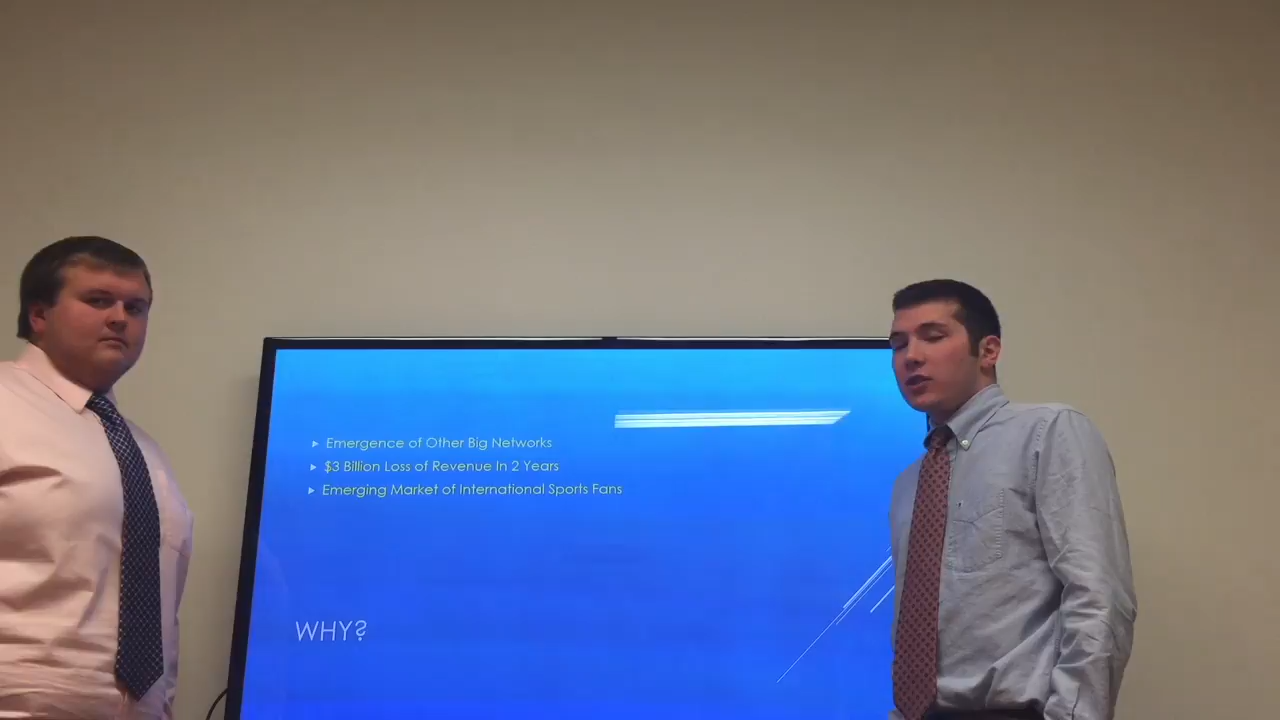 Emergence of Other Big Networks
$3 Billion Loss of Revenue In 2 Years
Emerging Market of International Sports Fans
WHY?